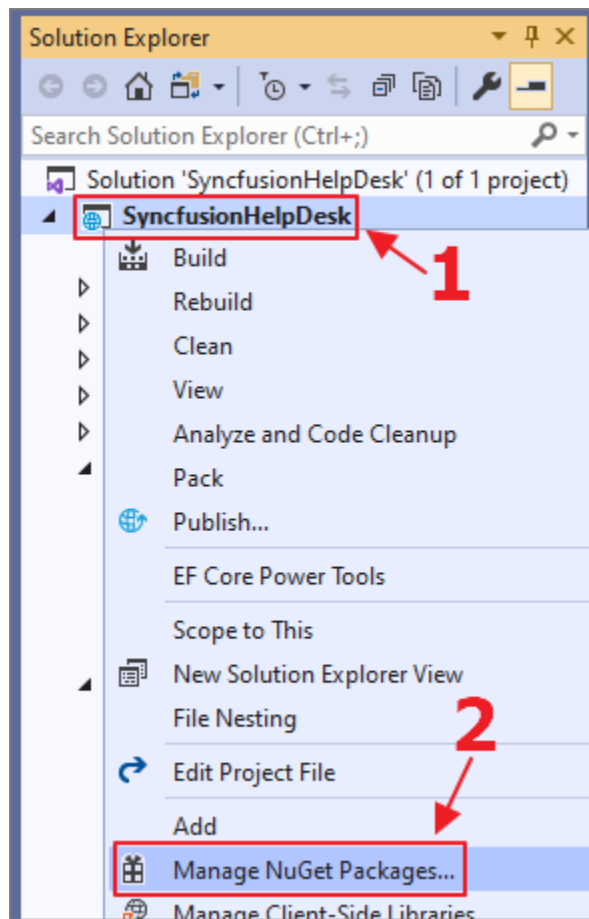 Solution Explorer
Search Solution Explorer (Ctrl+;)
Solution 'SyncfusionHelpDesk' (1 of 1 project)
SyncfusionHelpDesk
1
Build
Rebuild
Clean
View
Analyze and Code Cleanup
Pack
Publish...
EF Core Power Tools
Scope to This
New Solution Explorer View
File Nesting
2
Edit Project File
Add
Manage NuGet Packages...
Manage Client-Side Libraries